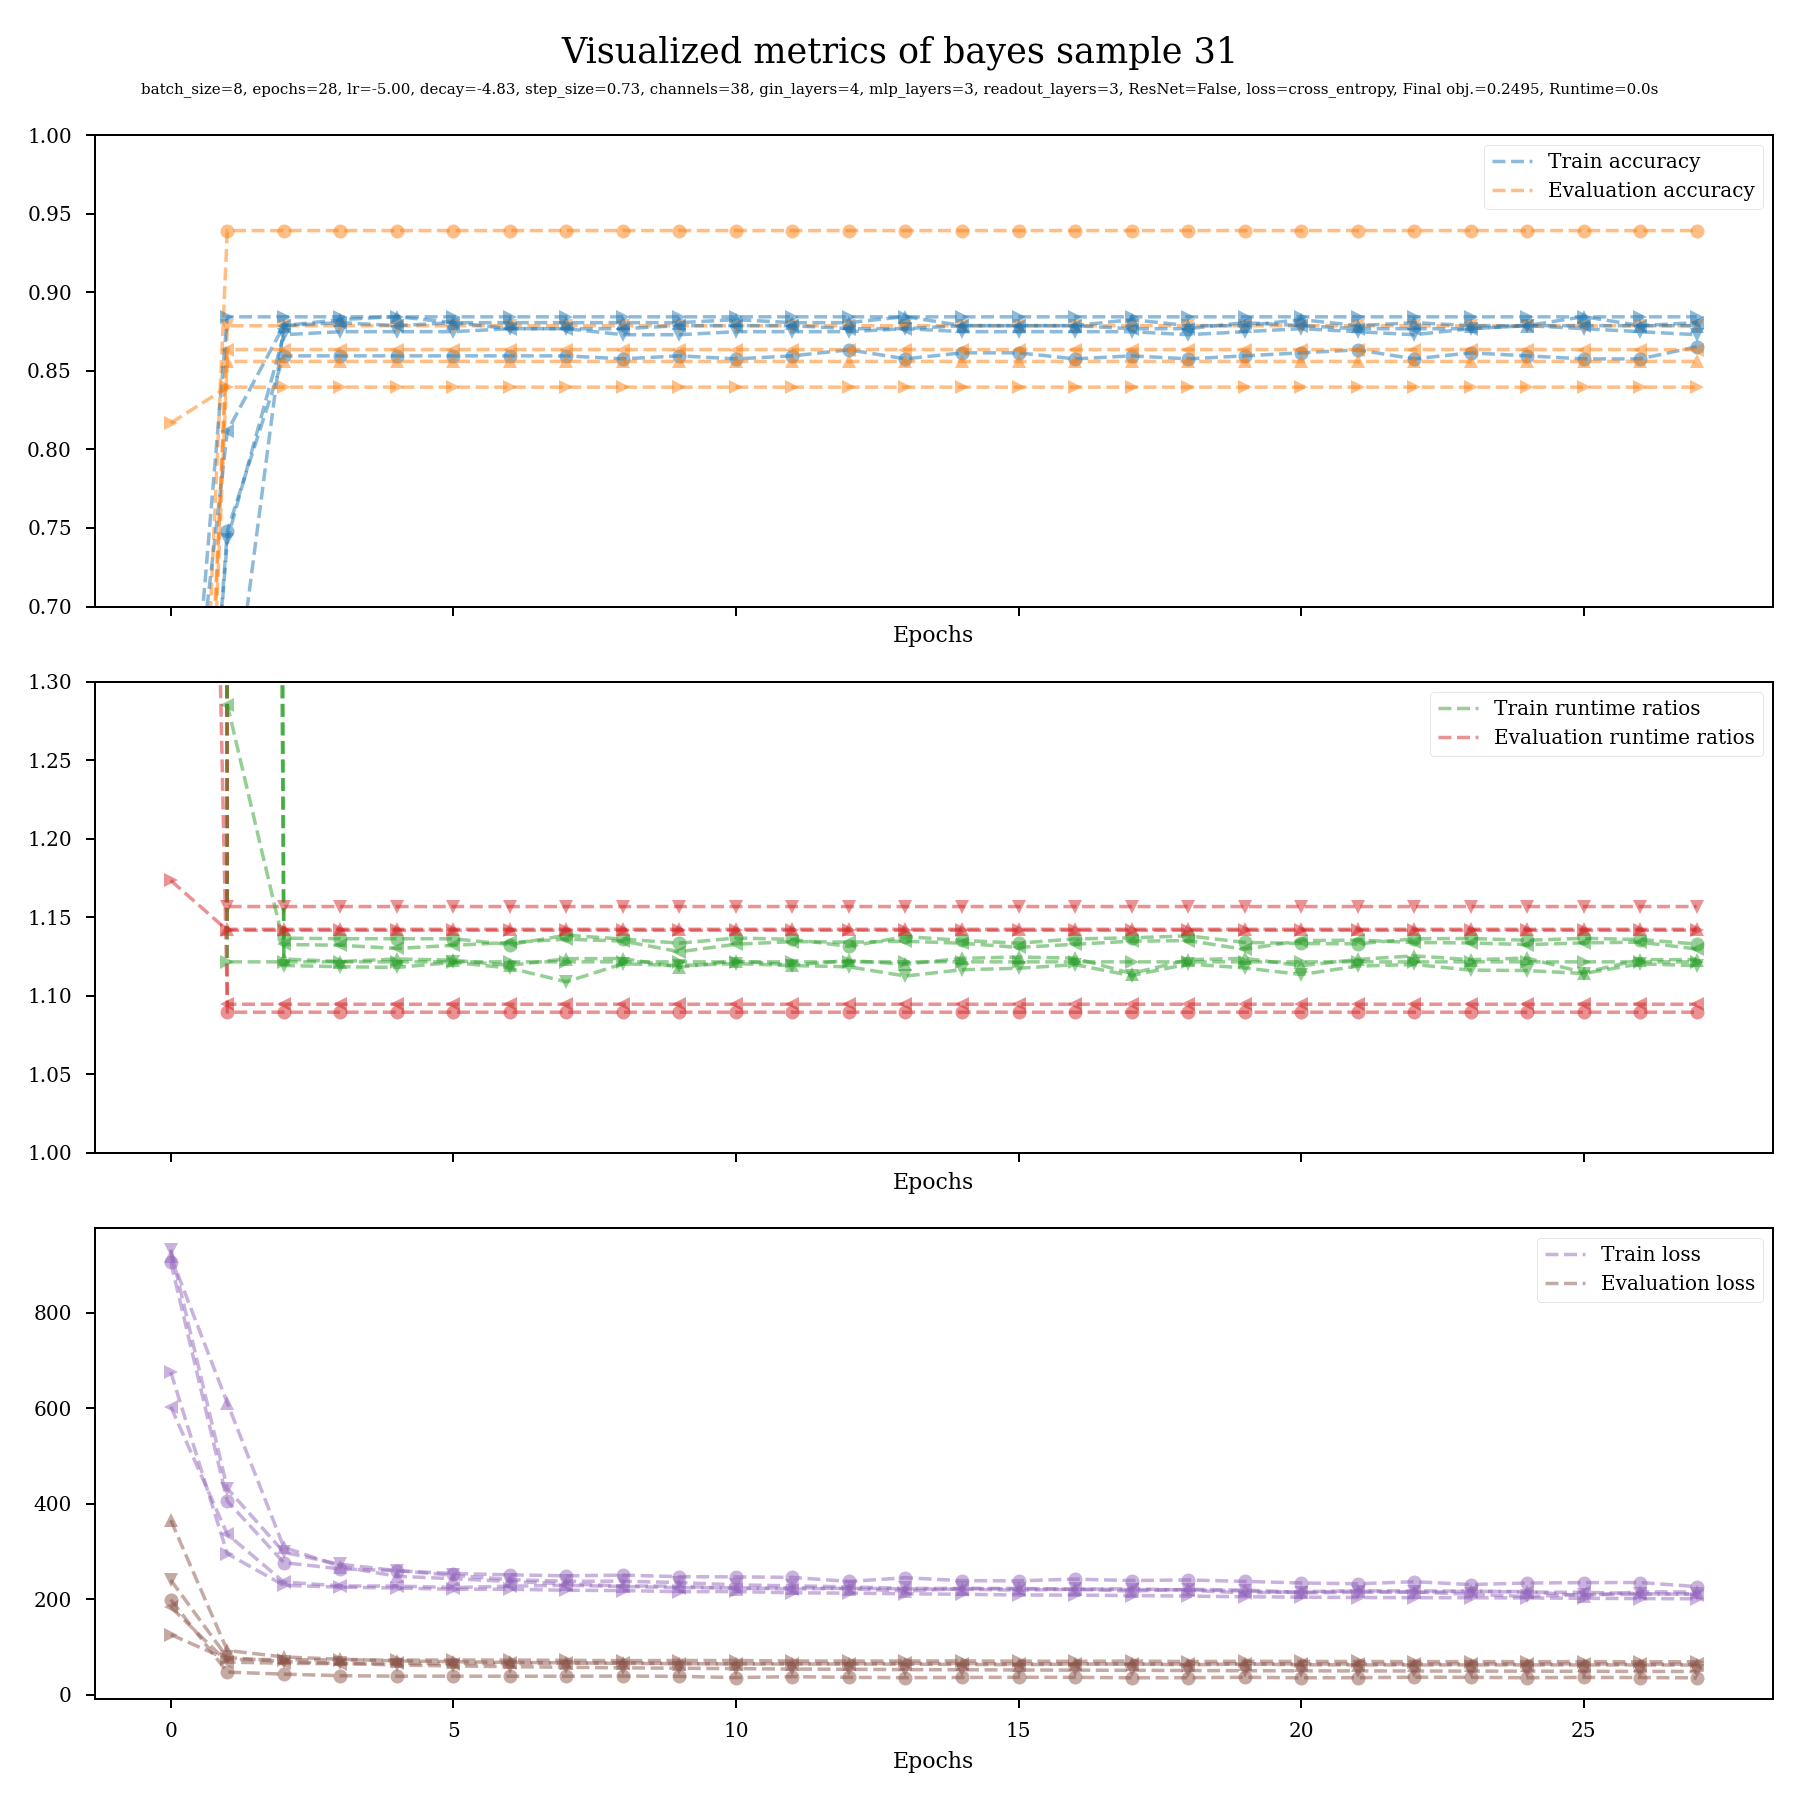 Visualized metrics of bayes sample 31
batch_size=8, epochs=28, lr=-5.00, decay=-4.83, step_size=0.73, channels=38, gin_layers=4, mlp_layers=3, readout_layers=3, ResNet=False, loss=cross_entropy, Final obj.=0.2495, Runtime=0.0s
1.00
0.95
0.90
0.85
0.80
0.75
0.70
Train accuracy
Evaluation accuracy
Epochs
1.30
1.25
1.20
1.15
1.10
1.05
1.00
Train runtime ratios
Evaluation runtime ratios
Epochs
800
600
400
200
0
Train loss
Evaluation loss
0 5 10 15 20 25
Epochs